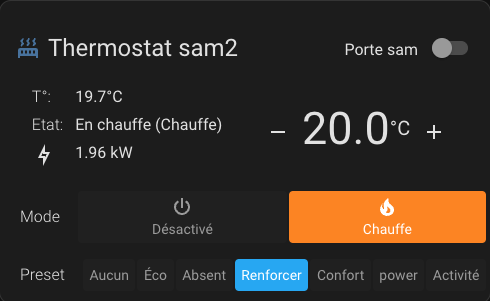 Thermostat sam2
Porte sam
T°: 19.7°C
Etat: En chauffe (Chauffe)
1.96 kW
− 20.0°C +
Mode
Désactivé
Chauffe
Preset Aucun Éco Absent Renforcer Confort power Activité